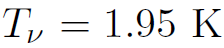 T_ν = 1.95 K